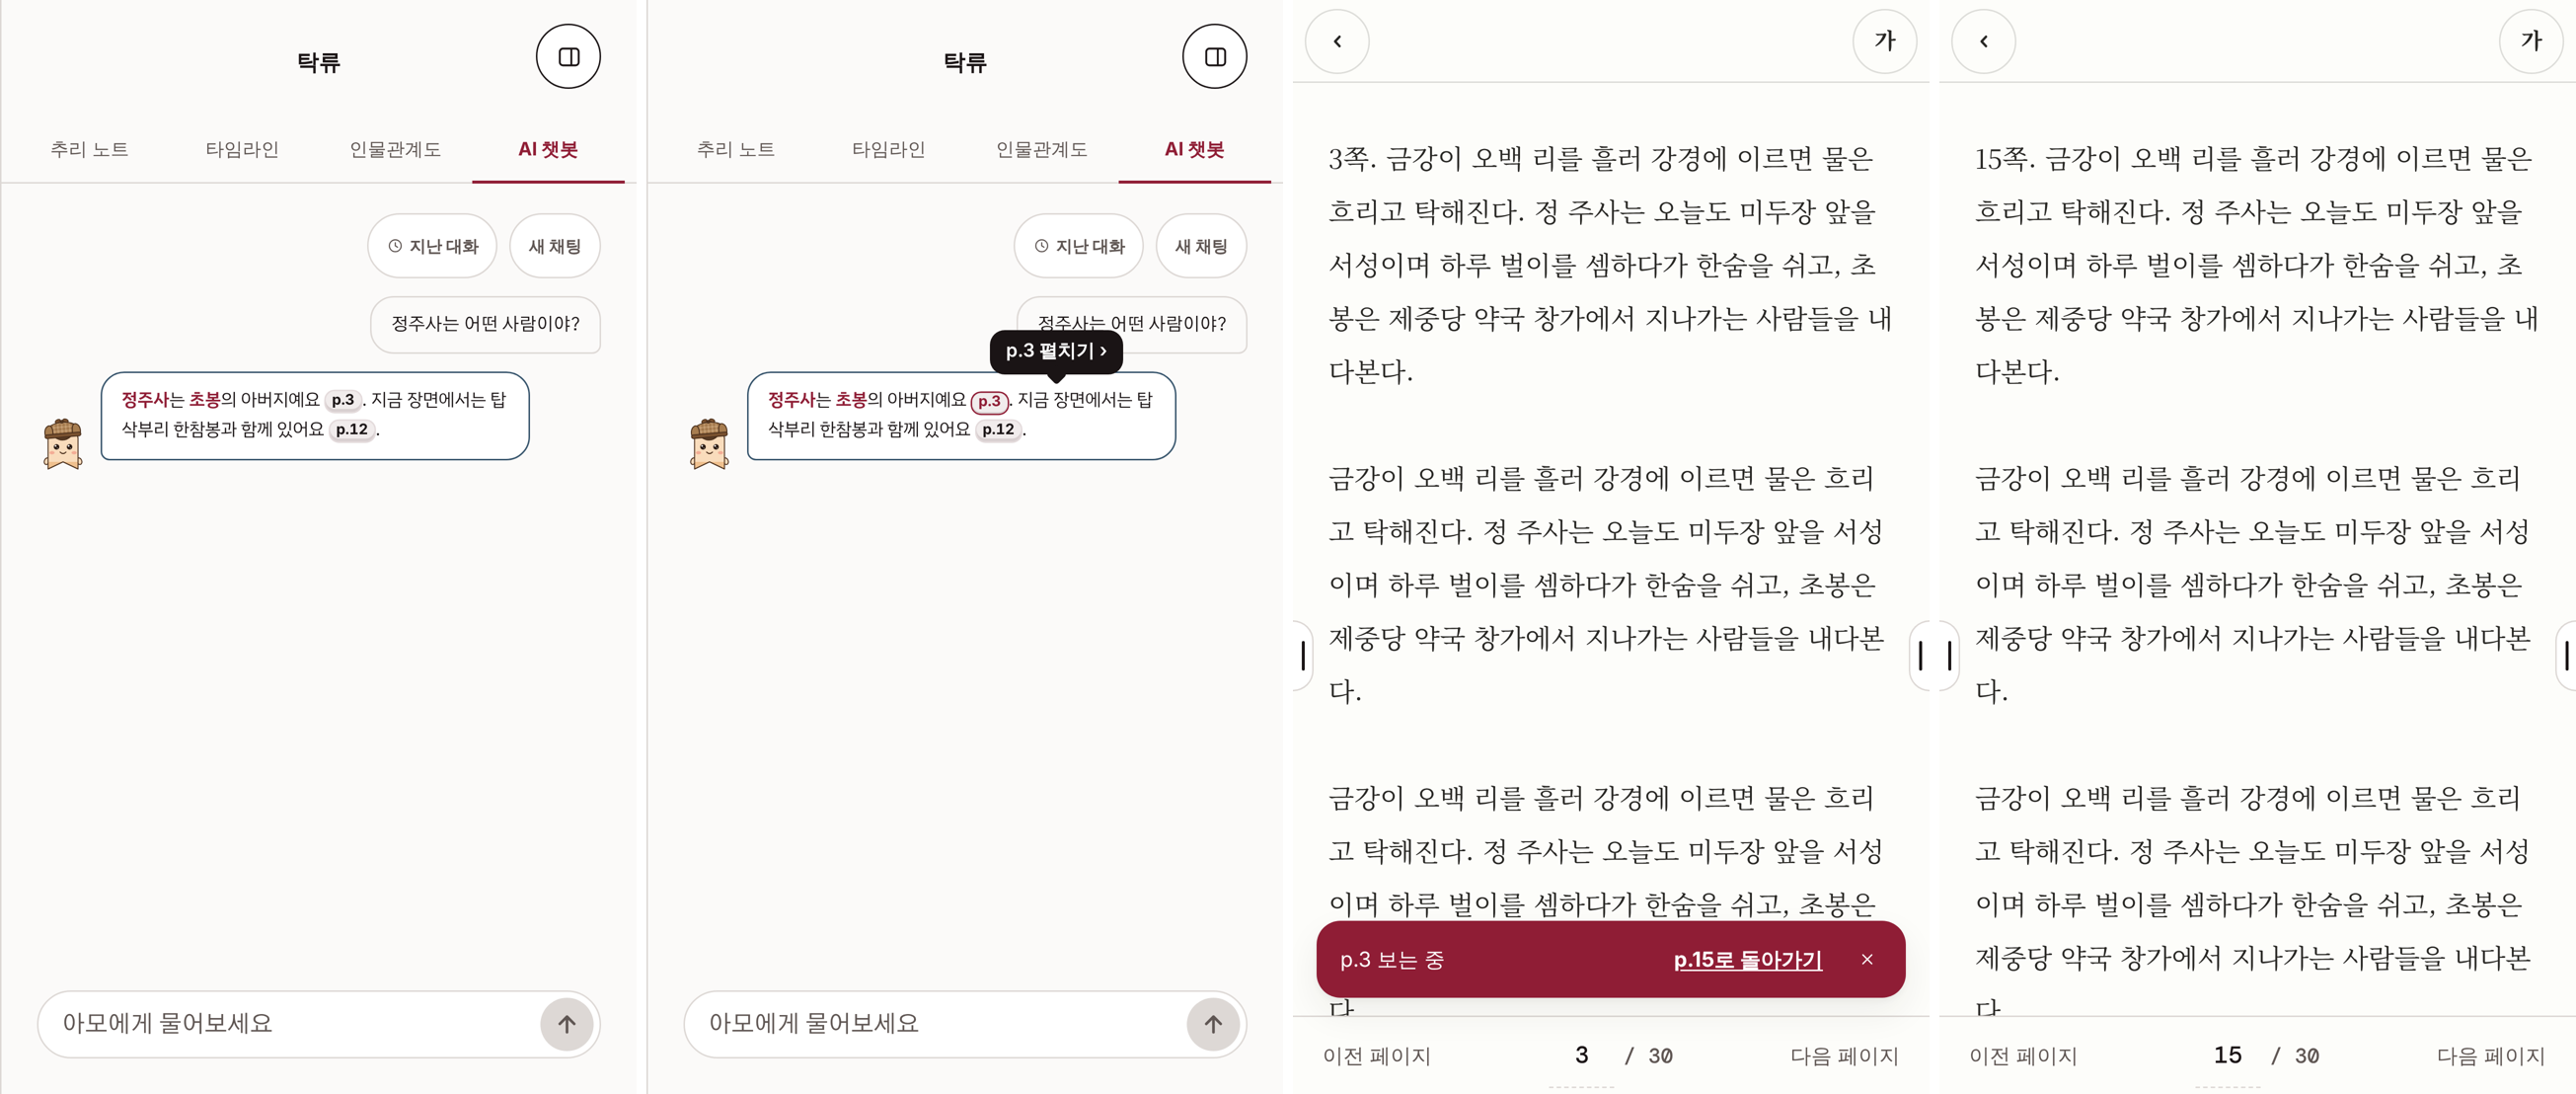 탁류
추리 노트
타임라인
인물관계도
AI 챗봇
지난 대화
새 채팅
정주사는 어떤 사람이야?
정주사는 초봉의 아버지예요 p.3. 지금 장면에서는 탑
삭부리 한참봉과 함께 있어요 p.12.
아모에게 물어보세요
탁류
추리 노트
타임라인
인물관계도
AI 챗봇
지난 대화
새 채팅
정주사는 어떤 사람이야?
p.3 펼치기 ›
정주사는 초봉의 아버지예요 p.3. 지금 장면에서는 탑
삭부리 한참봉과 함께 있어요 p.12.
아모에게 물어보세요
가
3쪽. 금강이 오백 리를 흘러 강경에 이르면 물은
흐리고 탁해진다. 정 주사는 오늘도 미두장 앞을
서성이며 하루 벌이를 셈하다가 한숨을 쉬고, 초
봉은 제중당 약국 창가에서 지나가는 사람들을 내
다본다.
금강이 오백 리를 흘러 강경에 이르면 물은 흐리
고 탁해진다. 정 주사는 오늘도 미두장 앞을 서성
이며 하루 벌이를 셈하다가 한숨을 쉬고, 초봉은
제중당 약국 창가에서 지나가는 사람들을 내다본
다.
금강이 오백 리를 흘러 강경에 이르면 물은 흐리
고 탁해진다. 정 주사는 오늘도 미두장 앞을 서성
이며 하루 벌이를 셈하다가 한숨을 쉬고, 초봉은
p.3 보는 중
p.15로 돌아가기
×
이전 페이지
3 / 30
다음 페이지
가
15쪽. 금강이 오백 리를 흘러 강경에 이르면 물은
흐리고 탁해진다. 정 주사는 오늘도 미두장 앞을
서성이며 하루 벌이를 셈하다가 한숨을 쉬고, 초
봉은 제중당 약국 창가에서 지나가는 사람들을 내
다본다.
금강이 오백 리를 흘러 강경에 이르면 물은 흐리
고 탁해진다. 정 주사는 오늘도 미두장 앞을 서성
이며 하루 벌이를 셈하다가 한숨을 쉬고, 초봉은
제중당 약국 창가에서 지나가는 사람들을 내다본
다.
금강이 오백 리를 흘러 강경에 이르면 물은 흐리
고 탁해진다. 정 주사는 오늘도 미두장 앞을 서성
이며 하루 벌이를 셈하다가 한숨을 쉬고, 초봉은
제중당 약국 창가에서 지나가는 사람들을 내다본
이전 페이지
15 / 30
다음 페이지